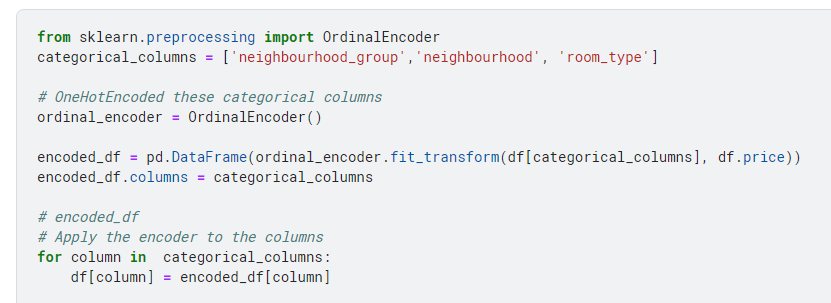 from sklearn.preprocessing import OrdinalEncoder
categorical_columns = ['neighbourhood_group','neighbourhood', 'room_type']

# OneHotEncoded these categorical columns
ordinal_encoder = OrdinalEncoder()

encoded_df = pd.DataFrame(ordinal_encoder.fit_transform(df[categorical_columns], df.price))
encoded_df.columns = categorical_columns

# encoded_df
# Apply the encoder to the columns
for column in  categorical_columns:
    df[column] = encoded_df[column]